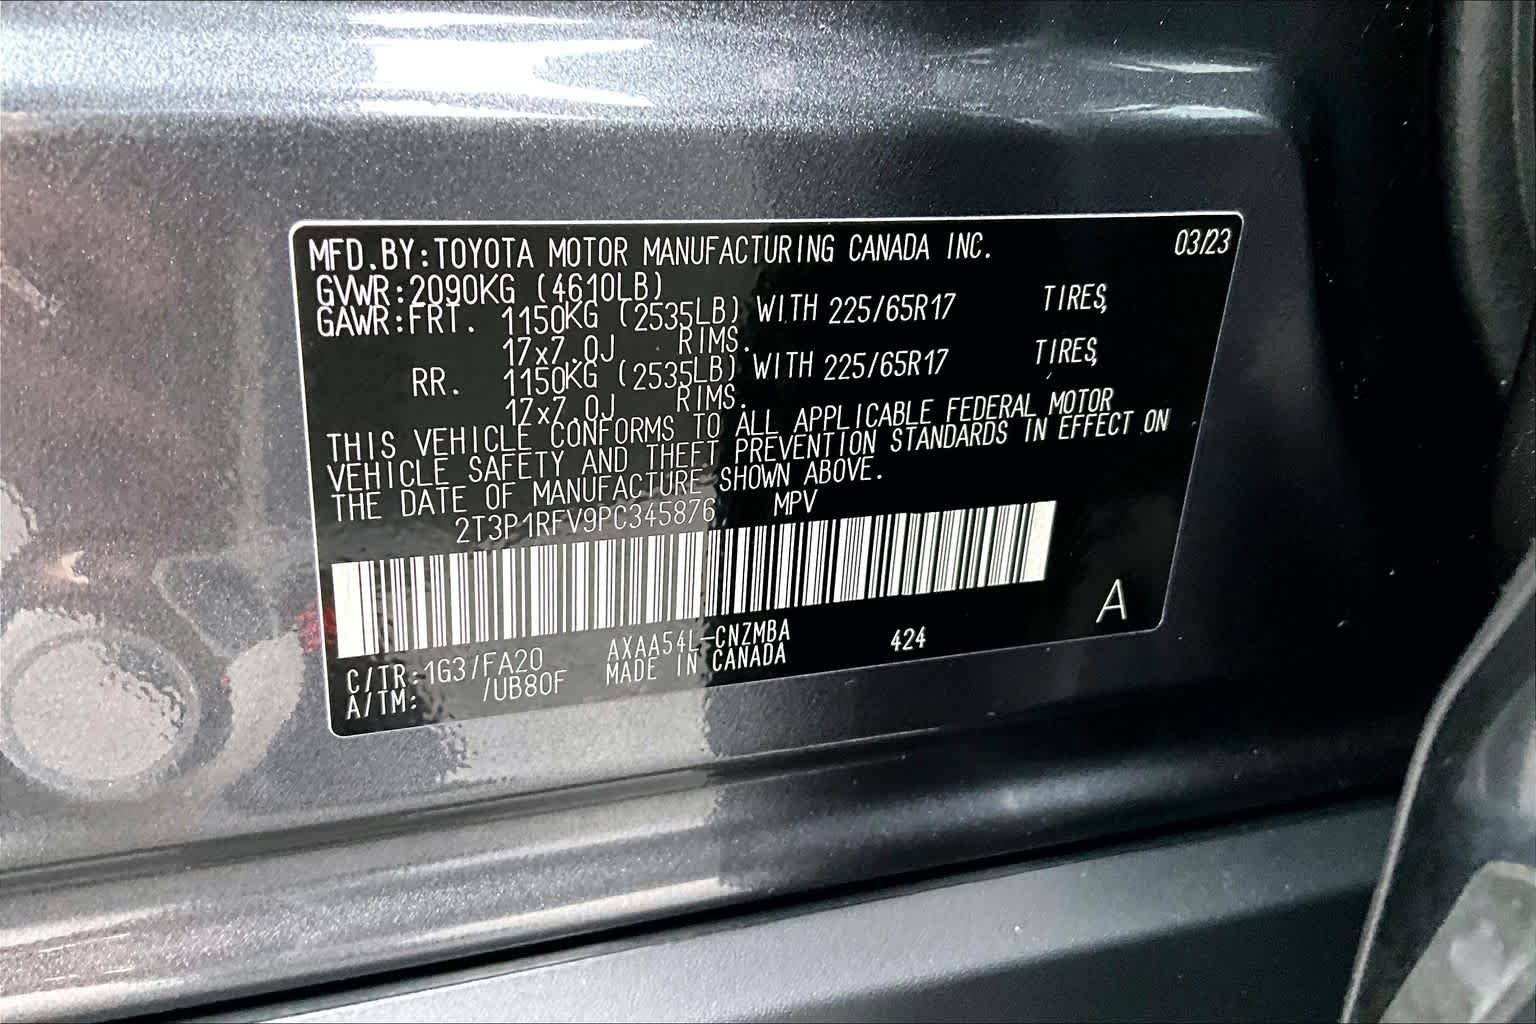 MFD.BY:TOYOTA MOTOR MANUFACTURING CANADA INC. 03/23
GVWR:2090KG (4610LB)
GAWR:FRT. 1150KG (2535LB) WITH 225/65R17 TIRES,
17x7.0J RIMS.
RR. 1150KG (2535LB) WITH 225/65R17 TIRES,
17x7.0J RIMS.
THIS VEHICLE CONFORMS TO ALL APPLICABLE FEDERAL MOTOR
VEHICLE SAFETY AND THEFT PREVENTION STANDARDS IN EFFECT ON
THE DATE OF MANUFACTURE SHOWN ABOVE.
2T3P1RFV9PC345876 MPV
C/TR:1G3/FA20 AXAA54L-CNZMBA 424 A
A/TM: /UB80F MADE IN CANADA